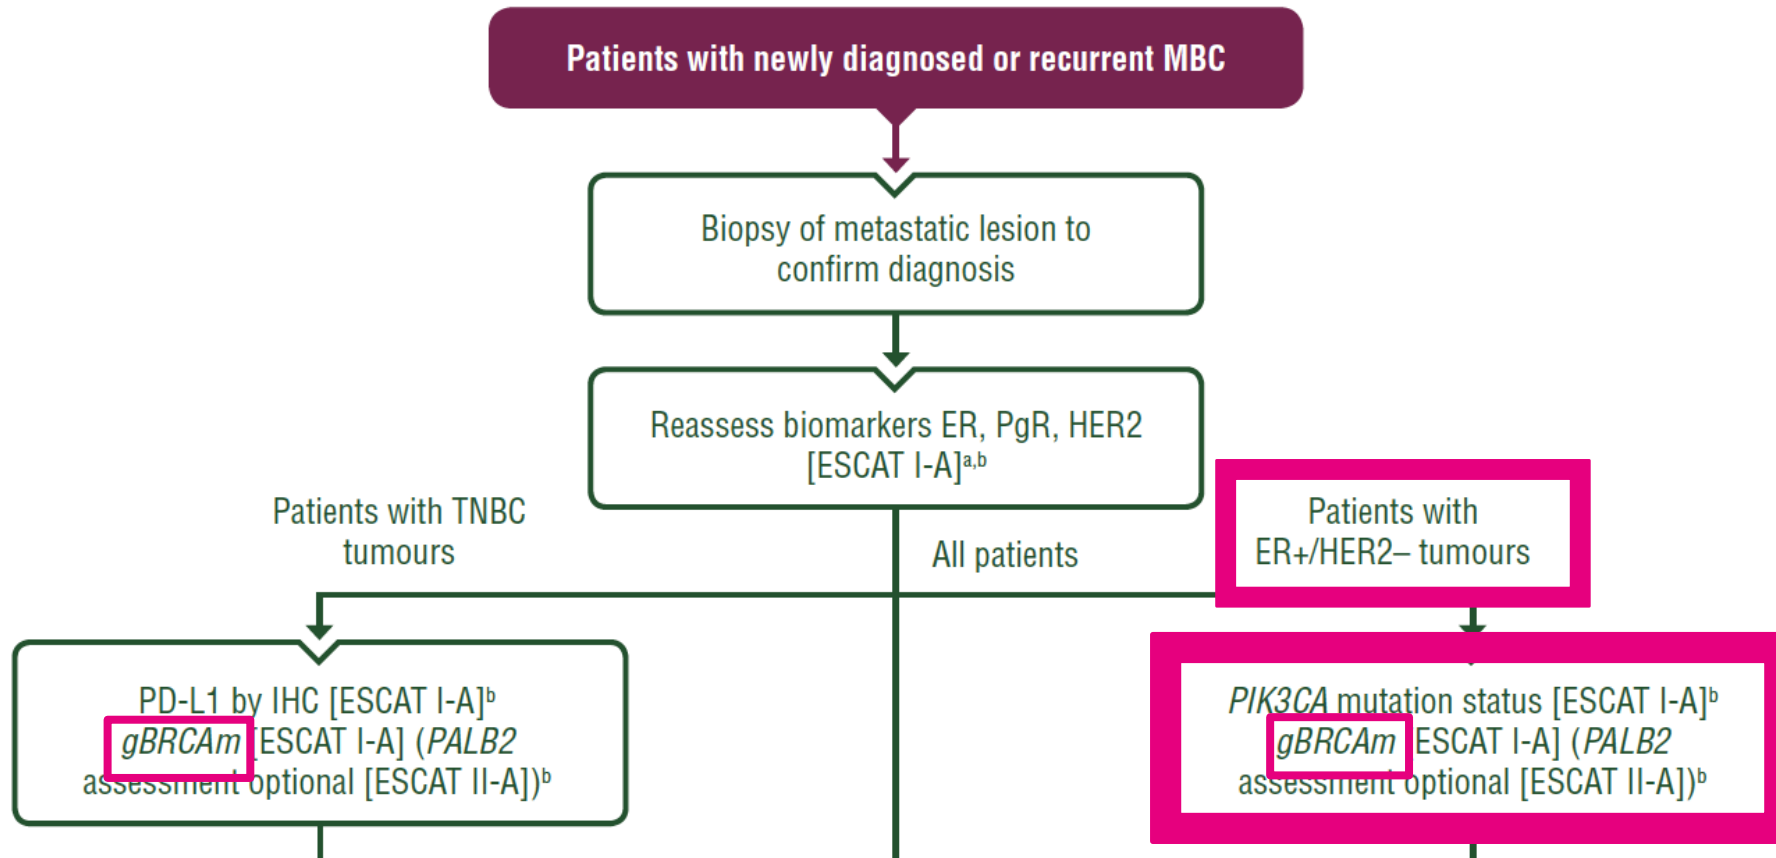 Patients with newly diagnosed or recurrent MBC
Biopsy of metastatic lesion to
confirm diagnosis
Reassess biomarkers ER, PgR, HER2
[ESCAT I-A]ᵃ,ᵇ
Patients with TNBC
tumours
All patients
Patients with
ER+/HER2– tumours
PD-L1 by IHC [ESCAT I-A]ᵇ
gBRCAm [ESCAT I-A] (PALB2
assessment optional [ESCAT II-A])ᵇ
PIK3CA mutation status [ESCAT I-A]ᵇ
gBRCAm [ESCAT I-A] (PALB2
assessment optional [ESCAT II-A])ᵇ